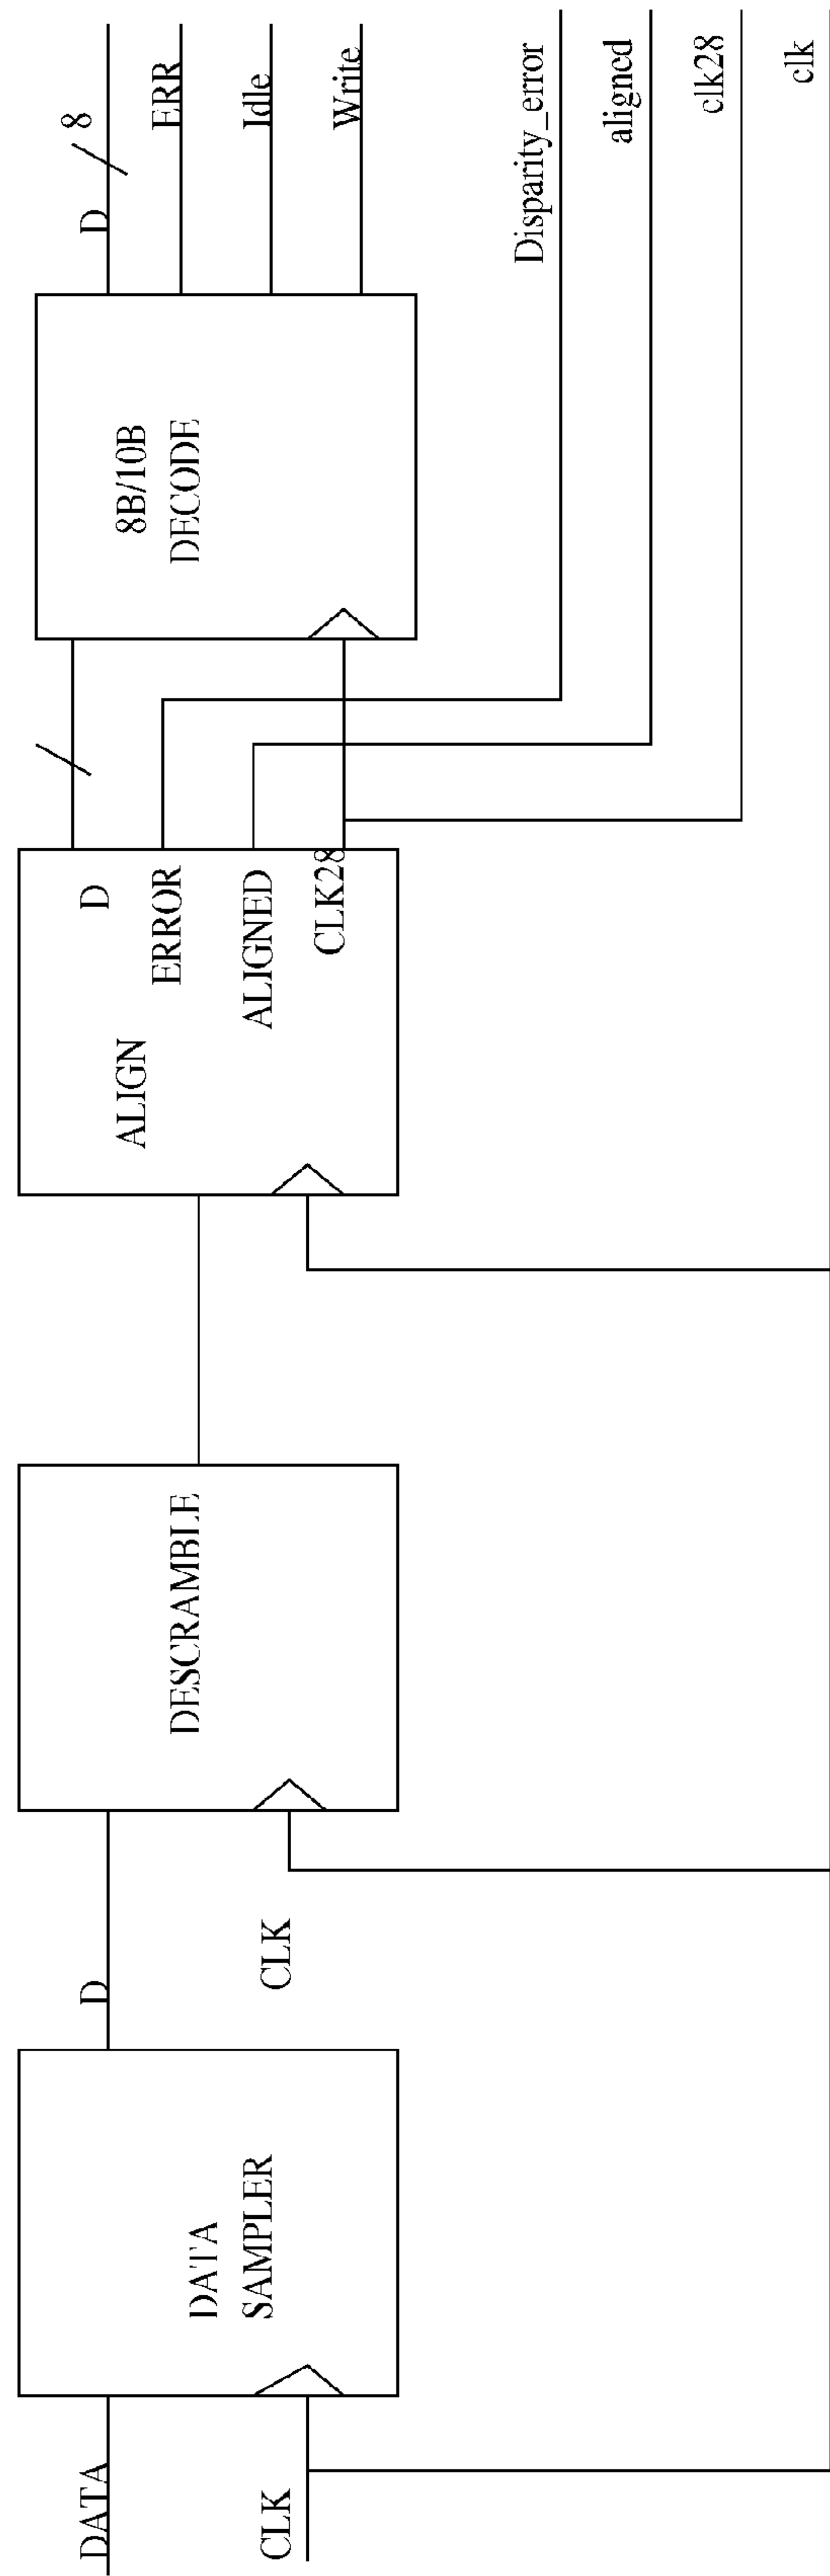 DATA
CLK
DATA
SAMPLER
D
CLK
DESCRAMBLE
ALIGN
D
ERROR
ALIGNED
CLK28
8B/10B
DECODE
D
8
ERR
Idle
Write
Disparity_error
aligned
clk28
clk